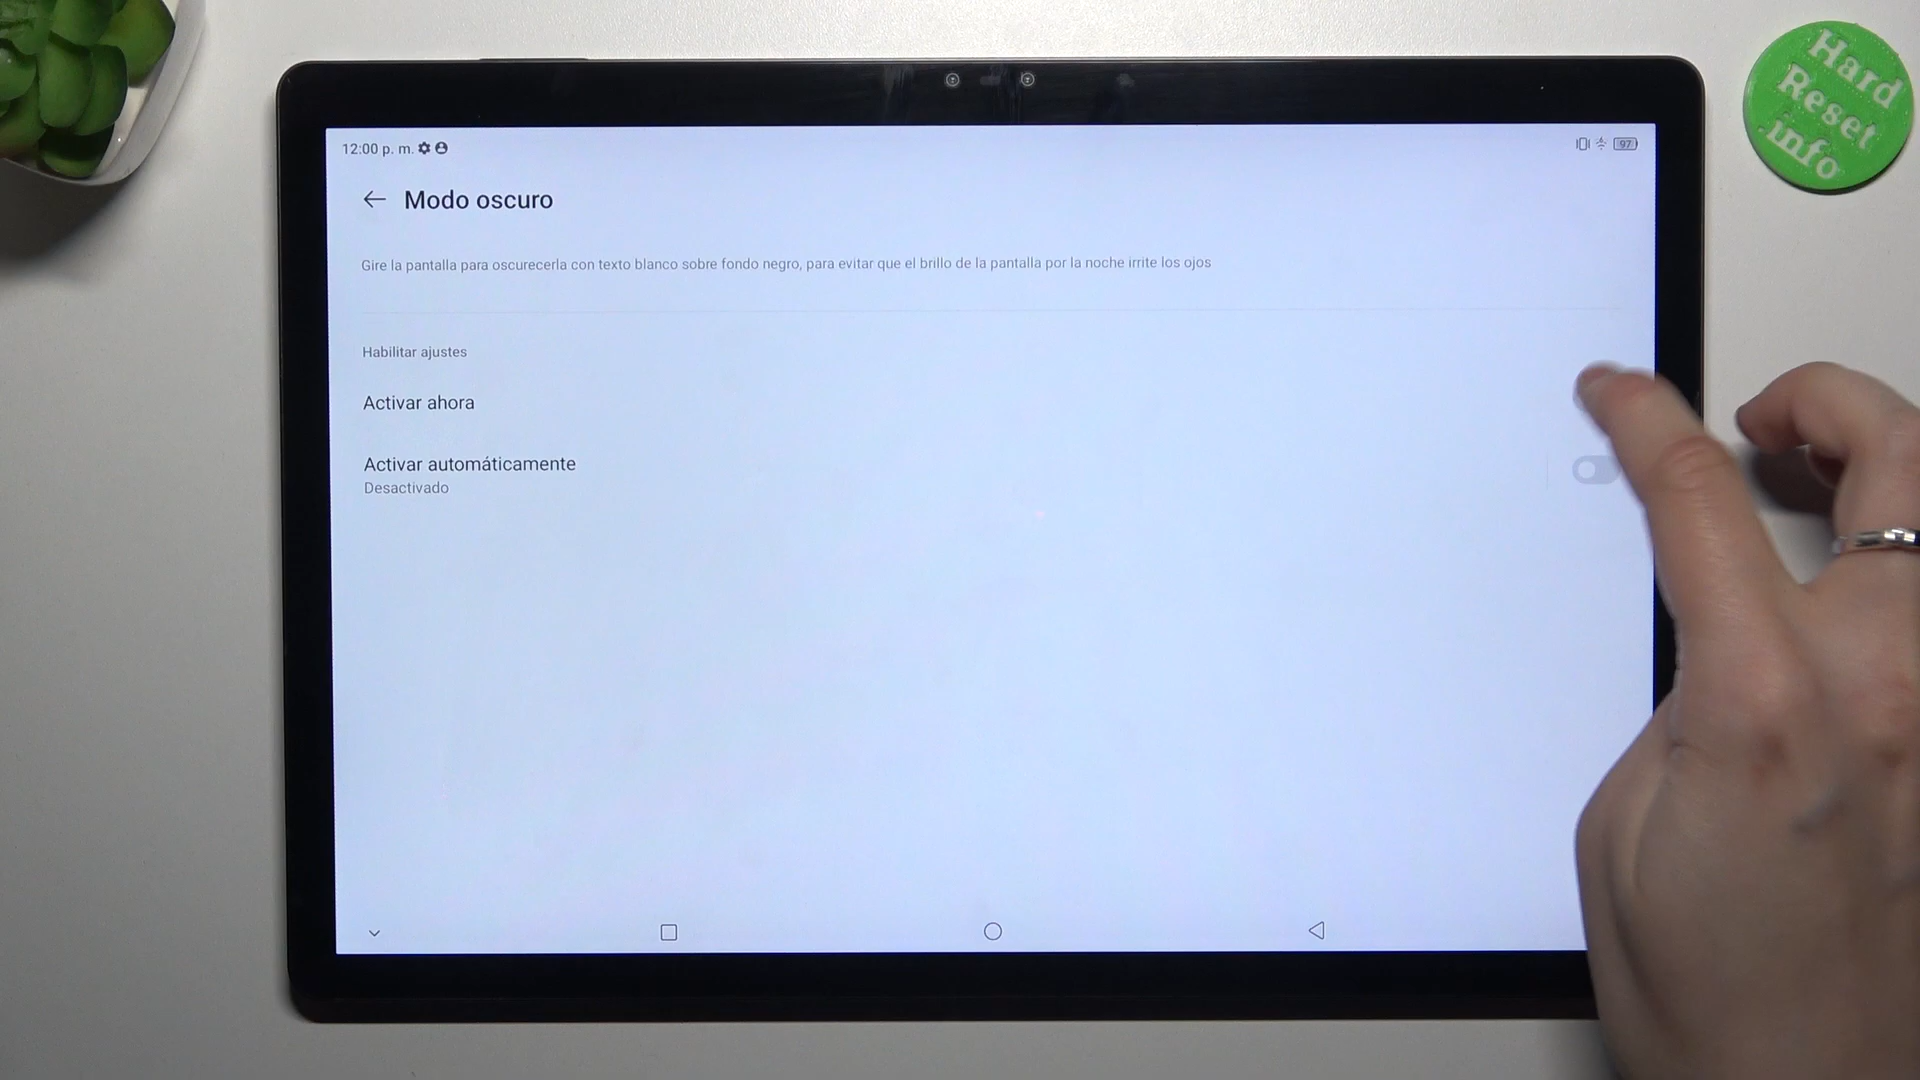 Hard
Reset
.info
12:00 p. m.
97
Modo oscuro
Gire la pantalla para oscurecerla con texto blanco sobre fondo negro, para evitar que el brillo de la pantalla por la noche irrite los ojos
Habilitar ajustes
Activar ahora
Activar automáticamente
Desactivado